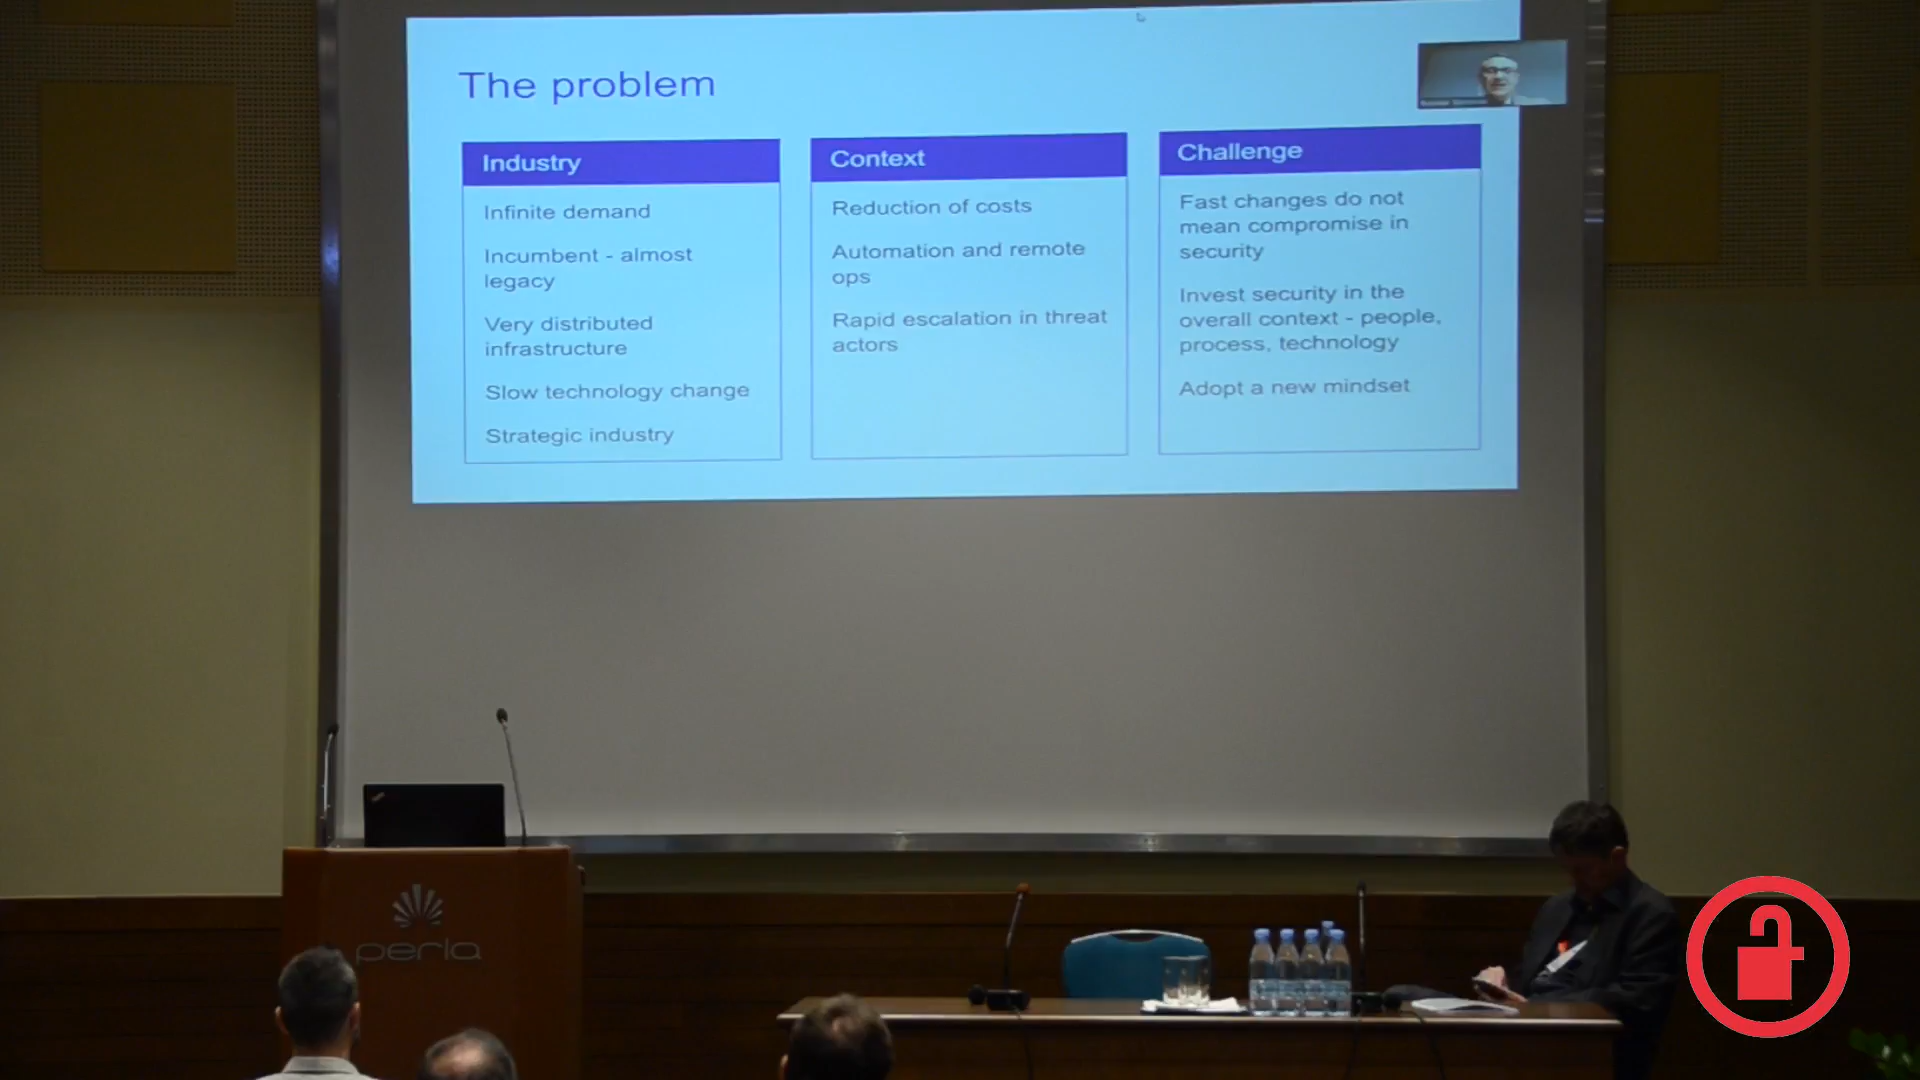 The problem
Industry
Infinite demand
Incumbent - almost
legacy
Very distributed
infrastructure
Slow technology change
Strategic industry
Context
Reduction of costs
Automation and remote
ops
Rapid escalation in threat
actors
Challenge
Fast changes do not
mean compromise in
security
Invest security in the
overall context - people,
process, technology
Adopt a new mindset
perla